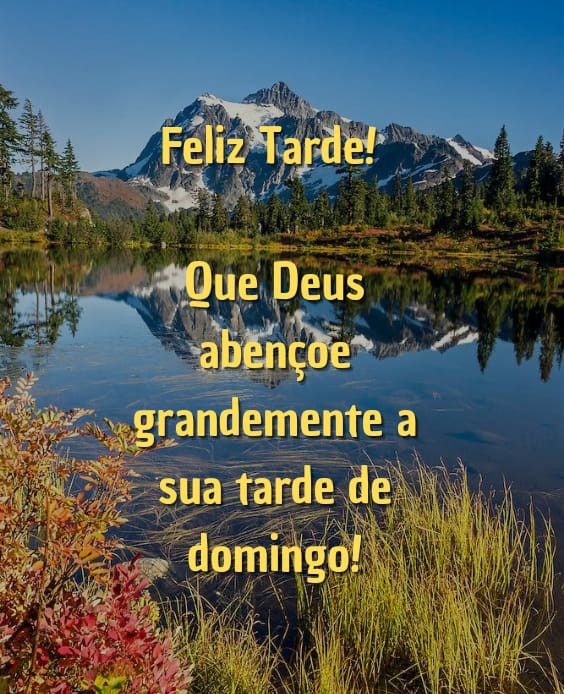 Feliz Tarde!
Que Deus
abençoe
grandemente a
sua tarde de
domingo!